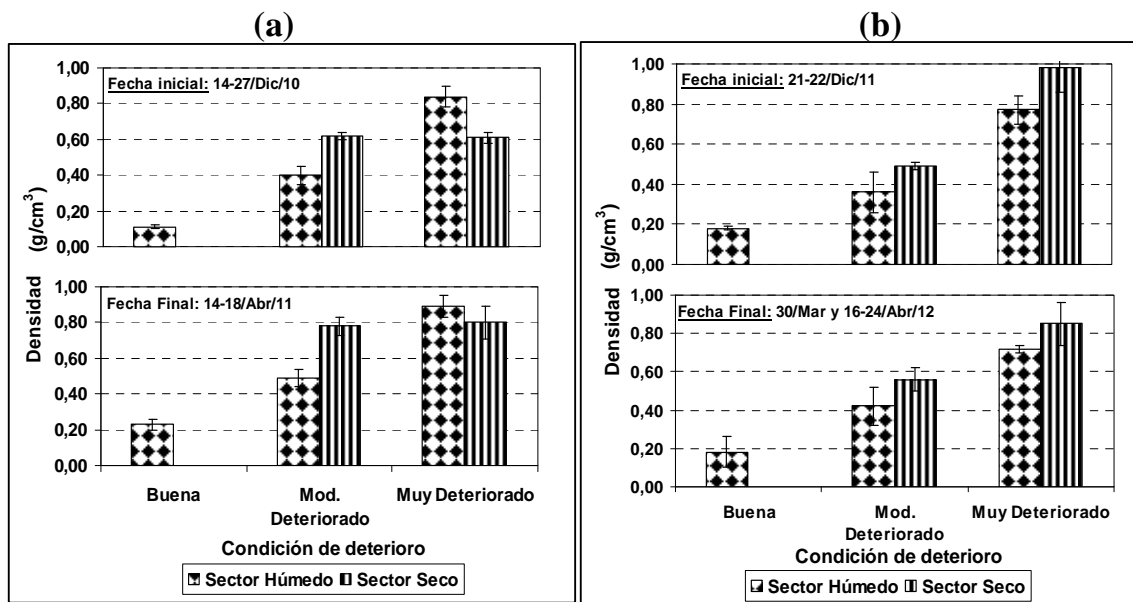 (a)
Fecha inicial: 14-27/Dic/10
1,00
0,80
0,60
0,40
0,20
0,00
(g/cm³)
Fecha Final: 14-18/Abr/11
1,00
0,80
0,60
0,40
0,20
0,00
Densidad
Buena
Mod.
Deteriorado
Muy Deteriorado
Condición de deterioro
Sector Húmedo
Sector Seco
(b)
Fecha inicial: 21-22/Dic/11
1,00
0,80
0,60
0,40
0,20
0,00
(g/cm³)
Fecha Final: 30/Mar y 16-24/Abr/12
1,00
0,80
0,60
0,40
0,20
0,00
Densidad
Buena
Mod.
Deteriorado
Muy Deteriorado
Condición de deterioro
Sector Húmedo
Sector Seco